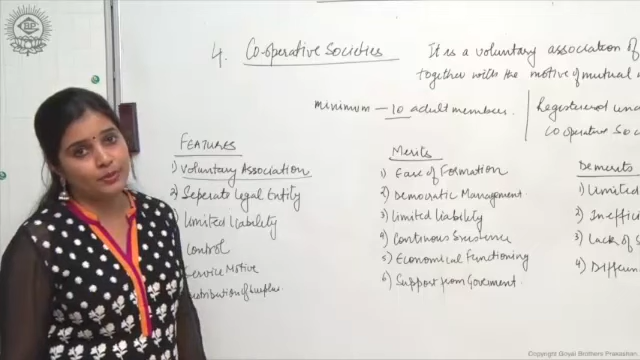 4. Co-operative Societies
It is a voluntary association of
together with the motive of mutual
minimum — 10 adult members.
Registered
co operative So
FEATURES
1) Voluntary Association
2) Seperate Legal Entity
3) Limited Liability
Control
Service Motive
Distribution of Surplus.
Merits
1) Ease of Formation
2) Democratic Management
3) Limited Liability
4) Continous Existence
5) Economical Functioning
6) Support from Goverment.
Demerits
1) Limited
2) Ineffici
3) Lack of S
4) Differen
Copyright Goyal Brothers Prakashan